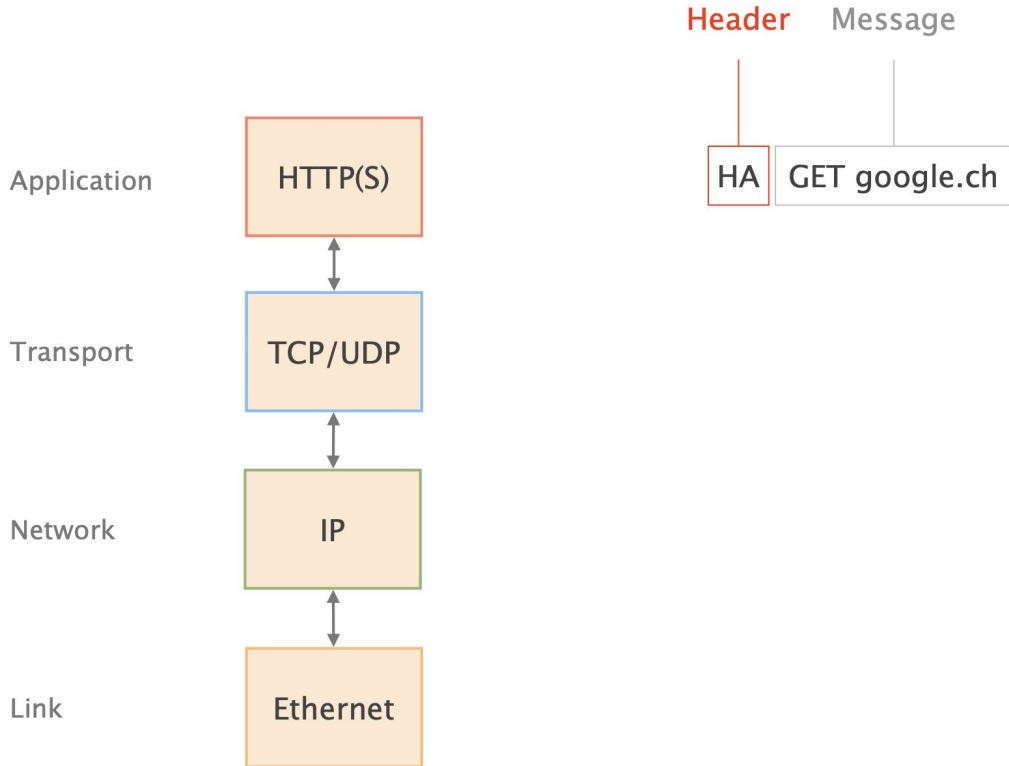 Header Message
Application HTTP(S) HA GET google.ch
Transport TCP/UDP
Network IP
Link Ethernet